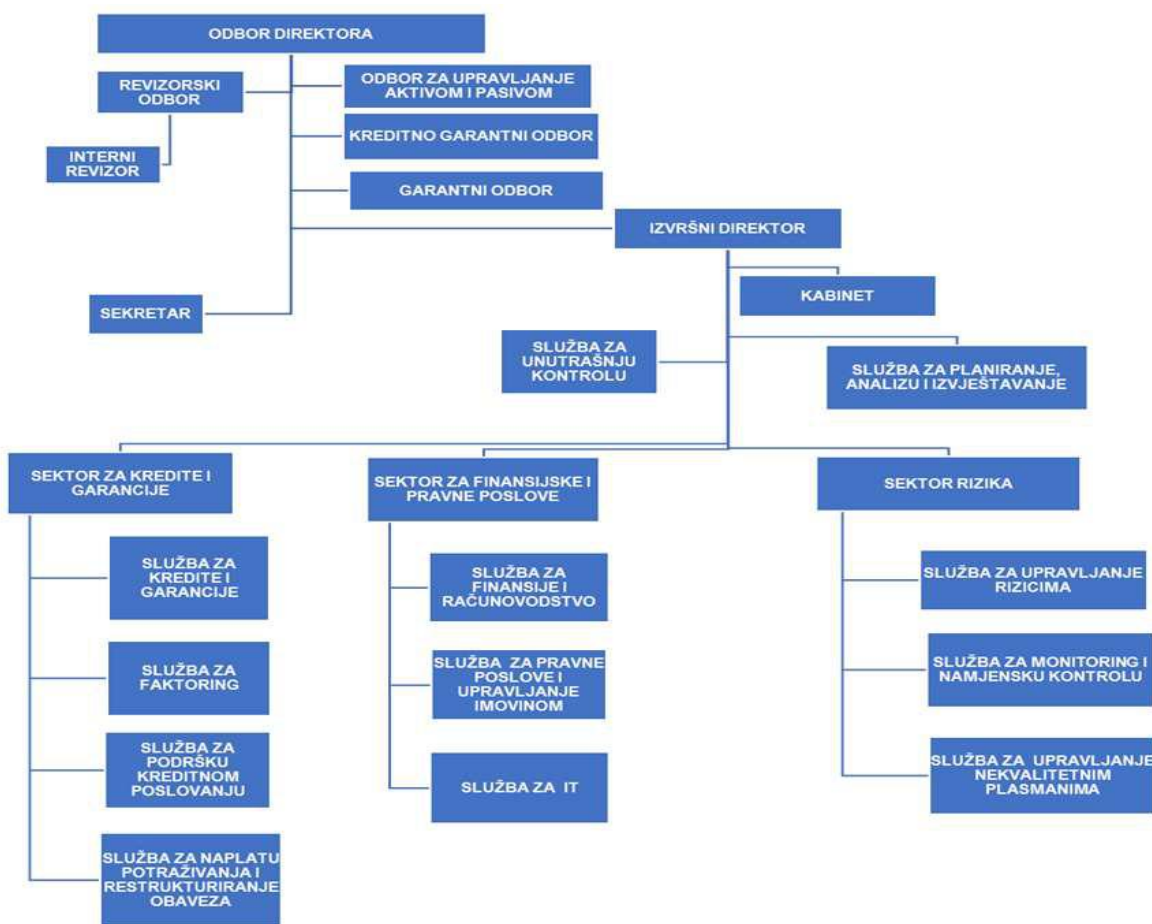 ODBOR DIREKTORA
REVIZORSKI
ODBOR
ODBOR ZA UPRAVLJANJE
AKTIVOM I PASIVOM
KREDITNO GARANTNI ODBOR
INTERNI
REVIZOR
GARANTNI ODBOR
IZVRŠNI DIREKTOR
KABINET
SEKRETAR
SLUŽBA ZA
UNUTRAŠNJU
KONTROLU
SLUŽBA ZA PLANIRANJE,
ANALIZU I IZVJEŠTAVANJE
SEKTOR ZA KREDITE I
GARANCIJE
SLUŽBA ZA
KREDITE I
GARANCIJE
SLUŽBA ZA
FAKTORING
SLUŽBA ZA
PODRŠKU
KREDITNOM
POSLOVANJU
SLUŽBA ZA NAPLATU
POTRAŽIVANJA I
RESTRUKTURIRANJE
OBAVEZA
SEKTOR ZA FINANSIJSKE I
PRAVNE POSLOVE
SLUŽBA ZA
FINANSIJE I
RAČUNOVODSTVO
SLUŽBA ZA PRAVNE
POSLOVE I
UPRAVLJANJE
IMOVINOM
SLUŽBA ZA IT
SEKTOR RIZIKA
SLUŽBA ZA UPRAVLJANJE
RIZICIMA
SLUŽBA ZA MONITORING I
NAMJENSKU KONTROLU
SLUŽBA ZA UPRAVLJANJE
NEKVALITETNIM
PLASMANIMA